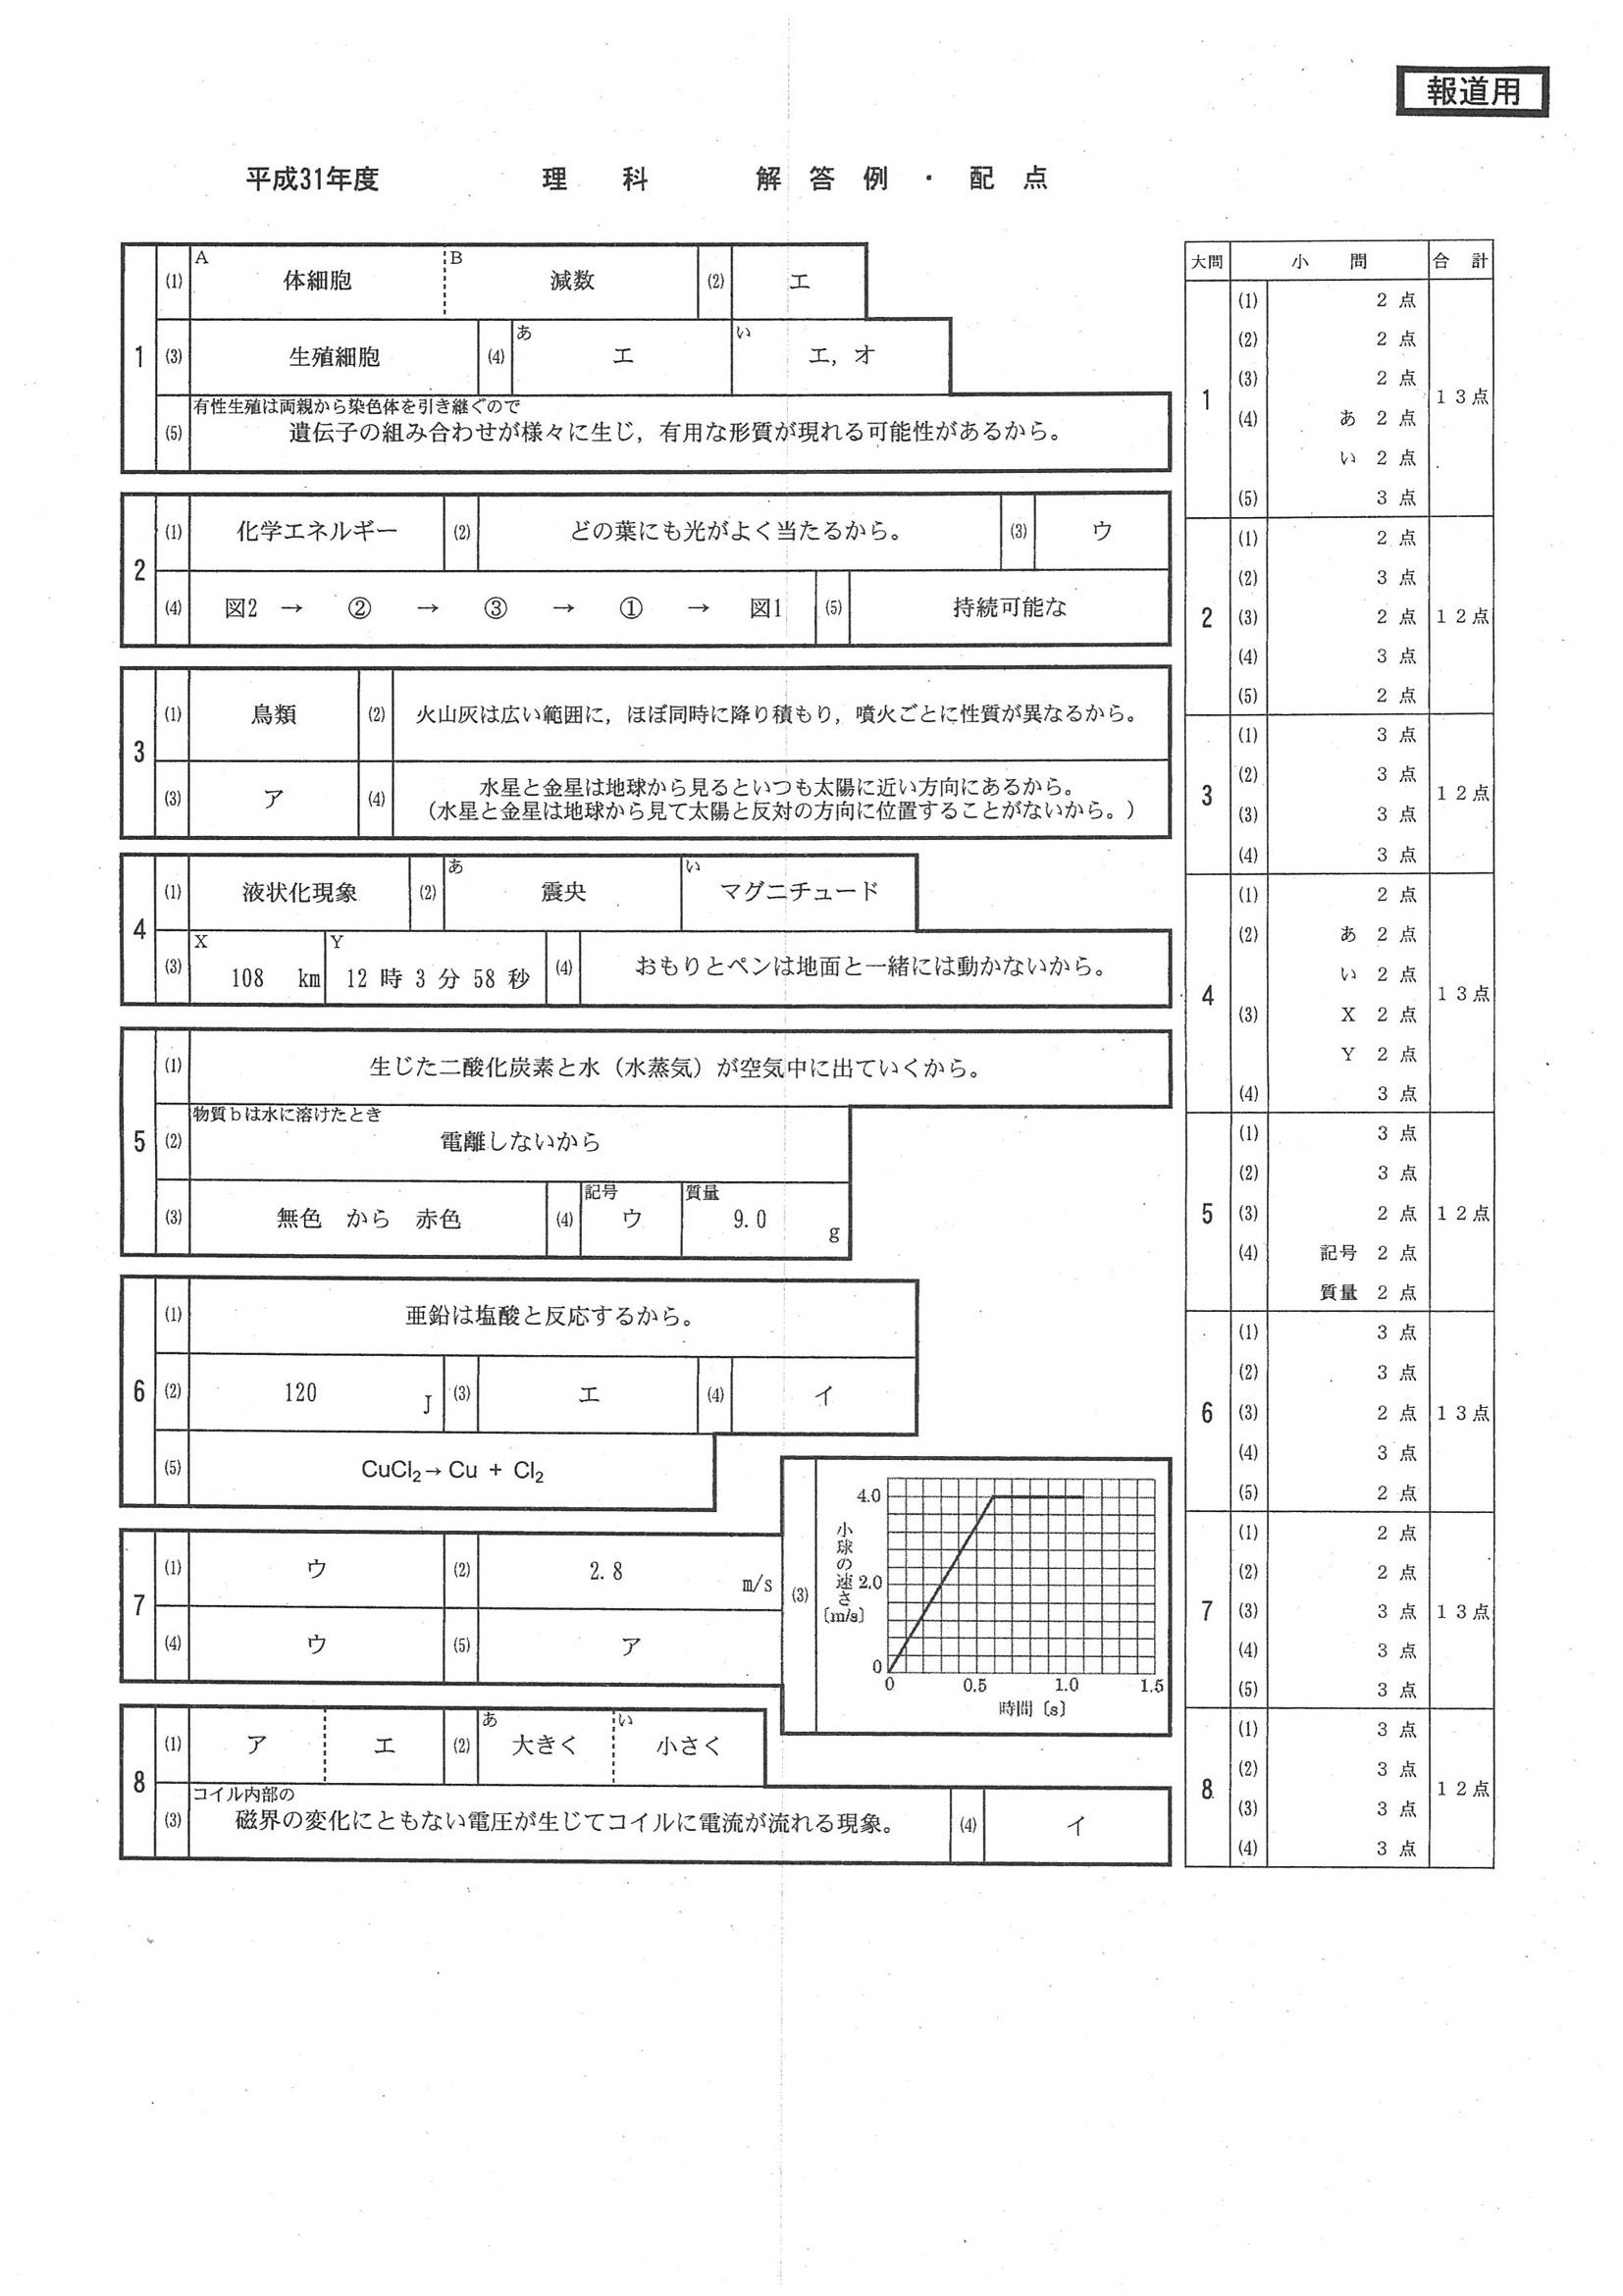 報道用
平成31年度 理科 解答例・配点
1
(1) A 体細胞 B 減数 (2) エ
(3) 生殖細胞 (4) あ エ い エ, オ
(5) 有性生殖は両親から染色体を引き継ぐので
遺伝子の組み合わせが様々に生じ，有用な形質が現れる可能性があるから。
2
(1) 化学エネルギー (2) どの葉にも光がよく当たるから。 (3) ウ
(4) 図2 → ② → ③ → ① → 図1 (5) 持続可能な
3
(1) 鳥類 (2) 火山灰は広い範囲に，ほぼ同時に降り積もり，噴火ごとに性質が異なるから。
(3) ア (4) 水星と金星は地球から見るといつも太陽に近い方向にあるから。
（水星と金星は地球から見て太陽と反対の方向に位置することがないから。）
4
(1) 液状化現象 (2) あ 震央 い マグニチュード
(3) X 108 km Y 12 時 3 分 58 秒 (4) おもりとペンは地面と一緒には動かないから。
5
(1) 生じた二酸化炭素と水（水蒸気）が空気中に出ていくから。
(2) 物質ｂは水に溶けたとき
電離しないから
(3) 無色 から 赤色 (4) 記号 ウ 質量 9.0 g
6
(1) 亜鉛は塩酸と反応するから。
(2) 120 J (3) エ (4) イ
(5) CuCl₂→ Cu + Cl₂
7
(1) ウ (2) 2.8 m/s
(4) ウ (5) ア
(3)
小球の速さ
〔m/s〕
4.0
2.0
0
0 0.5 1.0 1.5
時間〔s〕
8
(1) ア エ (2) あ 大きく い 小さく
(3) コイル内部の
磁界の変化にともない電圧が生じてコイルに電流が流れる現象。 (4) イ
大問 小問 合計
1 13点
(1) 2 点
(2) 2 点
(3) 2 点
(4) あ 2 点
い 2 点
(5) 3 点
2 12点
(1) 2 点
(2) 3 点
(3) 2 点
(4) 3 点
(5) 2 点
3 12点
(1) 3 点
(2) 3 点
(3) 3 点
(4) 3 点
4 13点
(1) 2 点
(2) あ 2 点
い 2 点
(3) X 2 点
Y 2 点
(4) 3 点
5 12点
(1) 3 点
(2) 3 点
(3) 2 点
(4) 記号 2 点
質量 2 点
6 13点
(1) 3 点
(2) 3 点
(3) 2 点
(4) 3 点
(5) 2 点
7 13点
(1) 2 点
(2) 2 点
(3) 3 点
(4) 3 点
(5) 3 点
8 12点
(1) 3 点
(2) 3 点
(3) 3 点
(4) 3 点